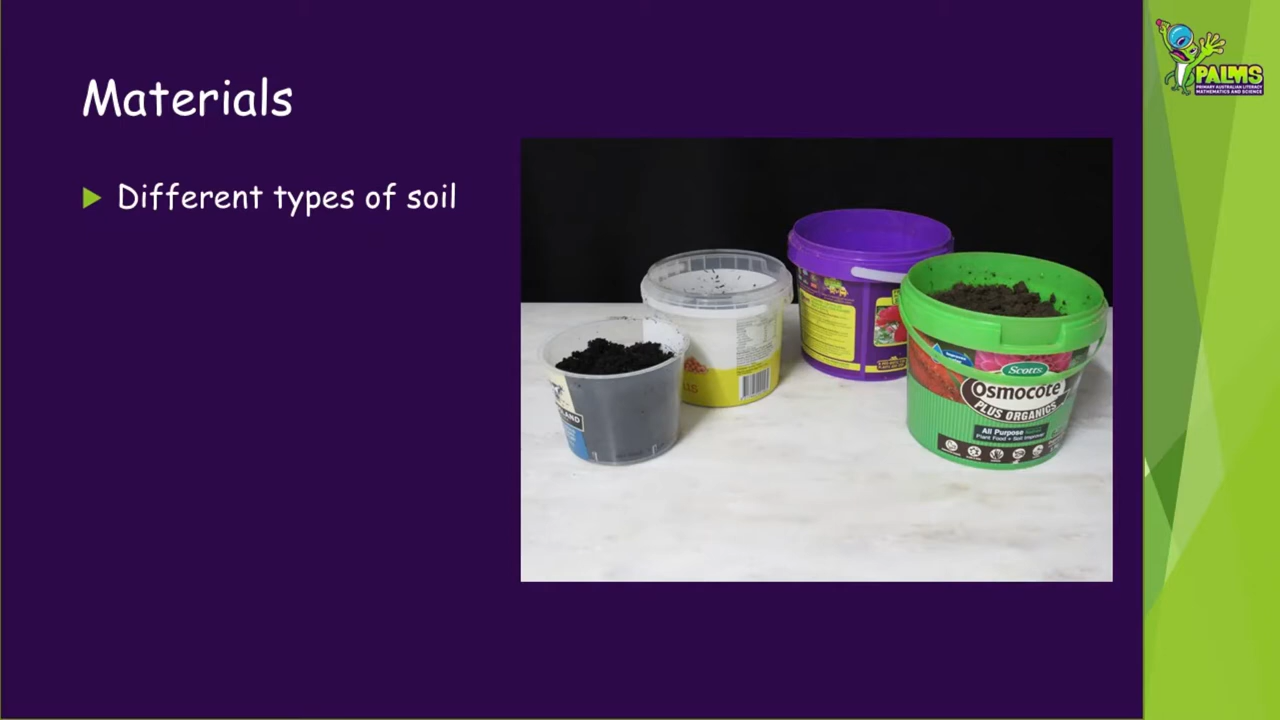 Materials
Different types of soil
PALMS
PRIMARY AUSTRALIAN LITERACY
MATHEMATICS AND SCIENCE
Scotts
Osmocote
PLUS ORGANICS
All Purpose
Plant Food + Soil Improver